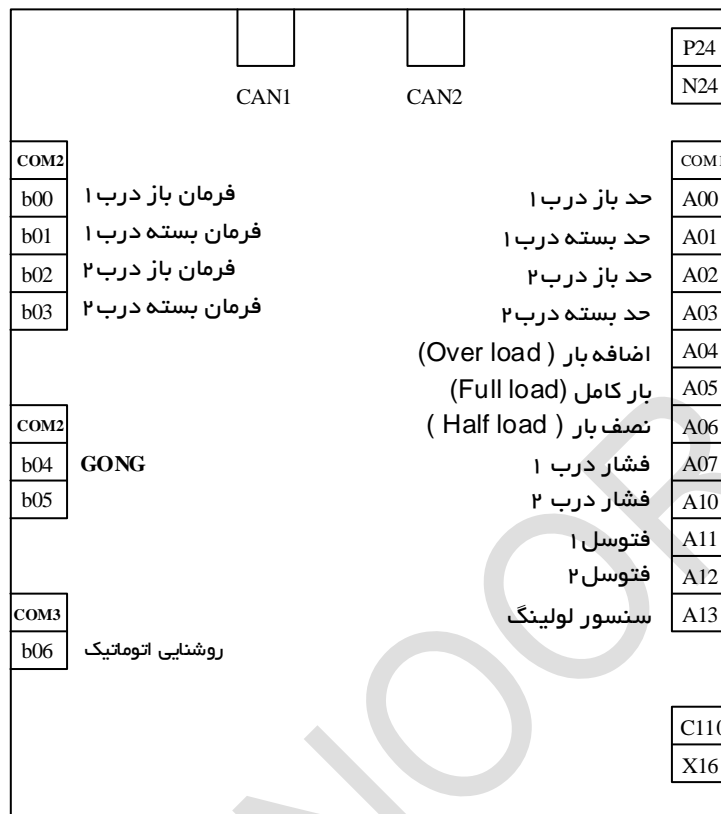 CAN1 CAN2
P24
N24
COM2
b00 فرمان باز درب ۱
b01 فرمان بسته درب ۱
b02 فرمان باز درب ۲
b03 فرمان بسته درب ۲
COM2
b04 GONG
b05
COM3
b06 روشنایی اتوماتیک
COM1
حد باز درب ۱ A00
حد بسته درب ۱ A01
حد باز درب ۲ A02
حد بسته درب ۲ A03
اضافه بار ( Over load) A04
بار کامل (Full load) A05
نصف بار ( Half load ) A06
فشار درب ۱ A07
فشار درب ۲ A10
فتوسل ۱ A11
فتوسل ۲ A12
سنسور لولینگ A13
C110
X16
NOOR